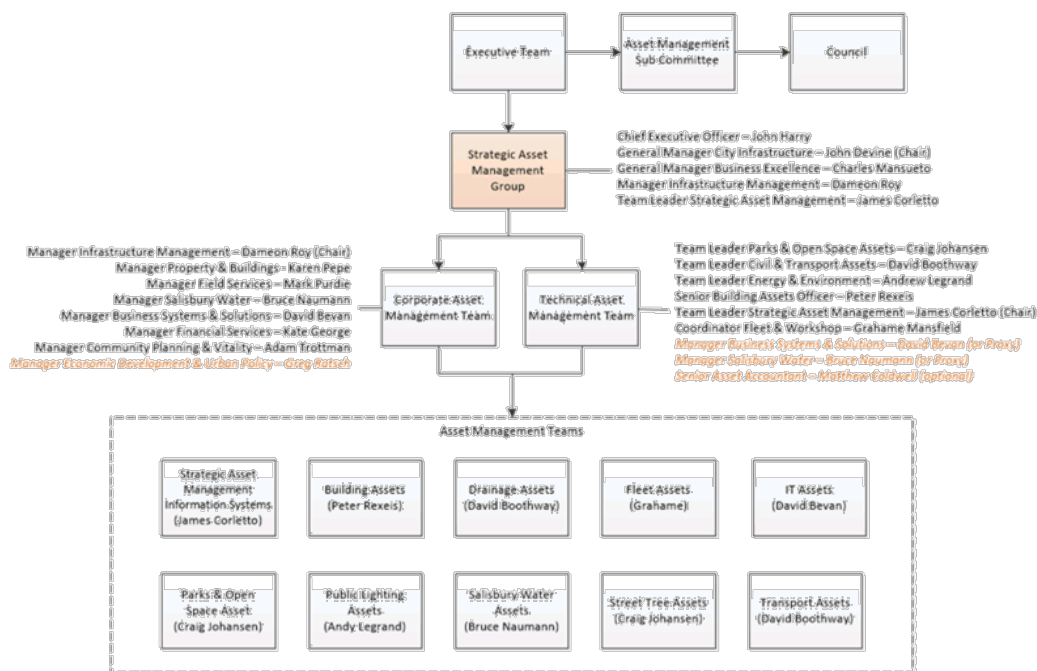 Executive Team
Asset Management
Sub Committee
Council
Strategic Asset
Management
Group
Chief Executive Officer – John Harry
General Manager City Infrastructure – John Devine (Chair)
General Manager Business Excellence – Charles Mansueto
Manager Infrastructure Management – Dameon Roy
Team Leader Strategic Asset Management – James Corletto
Manager Infrastructure Management – Dameon Roy (Chair)
Manager Property & Buildings - Karen Pepe
Manager Field Services – Mark Purdie
Manager Salisbury Water – Bruce Naumann
Manager Business Systems & Solutions – David Bevan
Manager Financial Services – Kate George
Manager Community Planning & Vitality – Adam Trottman
Manager Economic Development & Urban Policy – Greg Ratsch
Corporate Asset
Management Team
Technical Asset
Management Team
Team Leader Parks & Open Space Assets – Craig Johansen
Team Leader Civil & Transport Assets – David Boothway
Team Leader Energy & Environment – Andrew Legrand
Senior Building Assets Officer – Peter Rexeis
Team Leader Strategic Asset Management – James Corletto (Chair)
Coordinator Fleet & Workshop – Grahame Mansfield
Manager Business Systems & Solutions – David Bevan (or Proxy)
Manager Salisbury Water – Bruce Naumann (or Proxy)
Senior Asset Accountant – Matthew Coldwell (optional)
Asset Management Teams
Strategic Asset
Management
Information Systems
(James Corletto)
Building Assets
(Peter Rexeis)
Drainage Assets
(David Boothway)
Fleet Assets
(Grahame)
IT Assets
(David Bevan)
Parks & Open
Space Asset
(Craig Johansen)
Public Lighting
Assets
(Andy Legrand)
Salisbury Water
Assets
(Bruce Naumann)
Street Tree Assets
(Craig Johansen)
Transport Assets
(David Boothway)